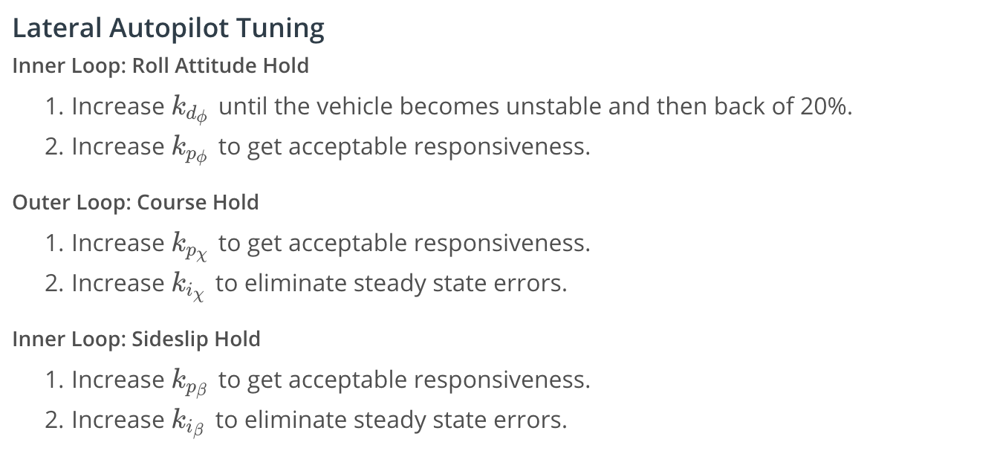 Lateral Autopilot Tuning
Inner Loop: Roll Attitude Hold
1. Increase $k_{d_\phi}$ until the vehicle becomes unstable and then back of 20%.
2. Increase $k_{p_\phi}$ to get acceptable responsiveness.
Outer Loop: Course Hold
1. Increase $k_{p_\chi}$ to get acceptable responsiveness.
2. Increase $k_{i_\chi}$ to eliminate steady state errors.
Inner Loop: Sideslip Hold
1. Increase $k_{p_\beta}$ to get acceptable responsiveness.
2. Increase $k_{i_\beta}$ to eliminate steady state errors.